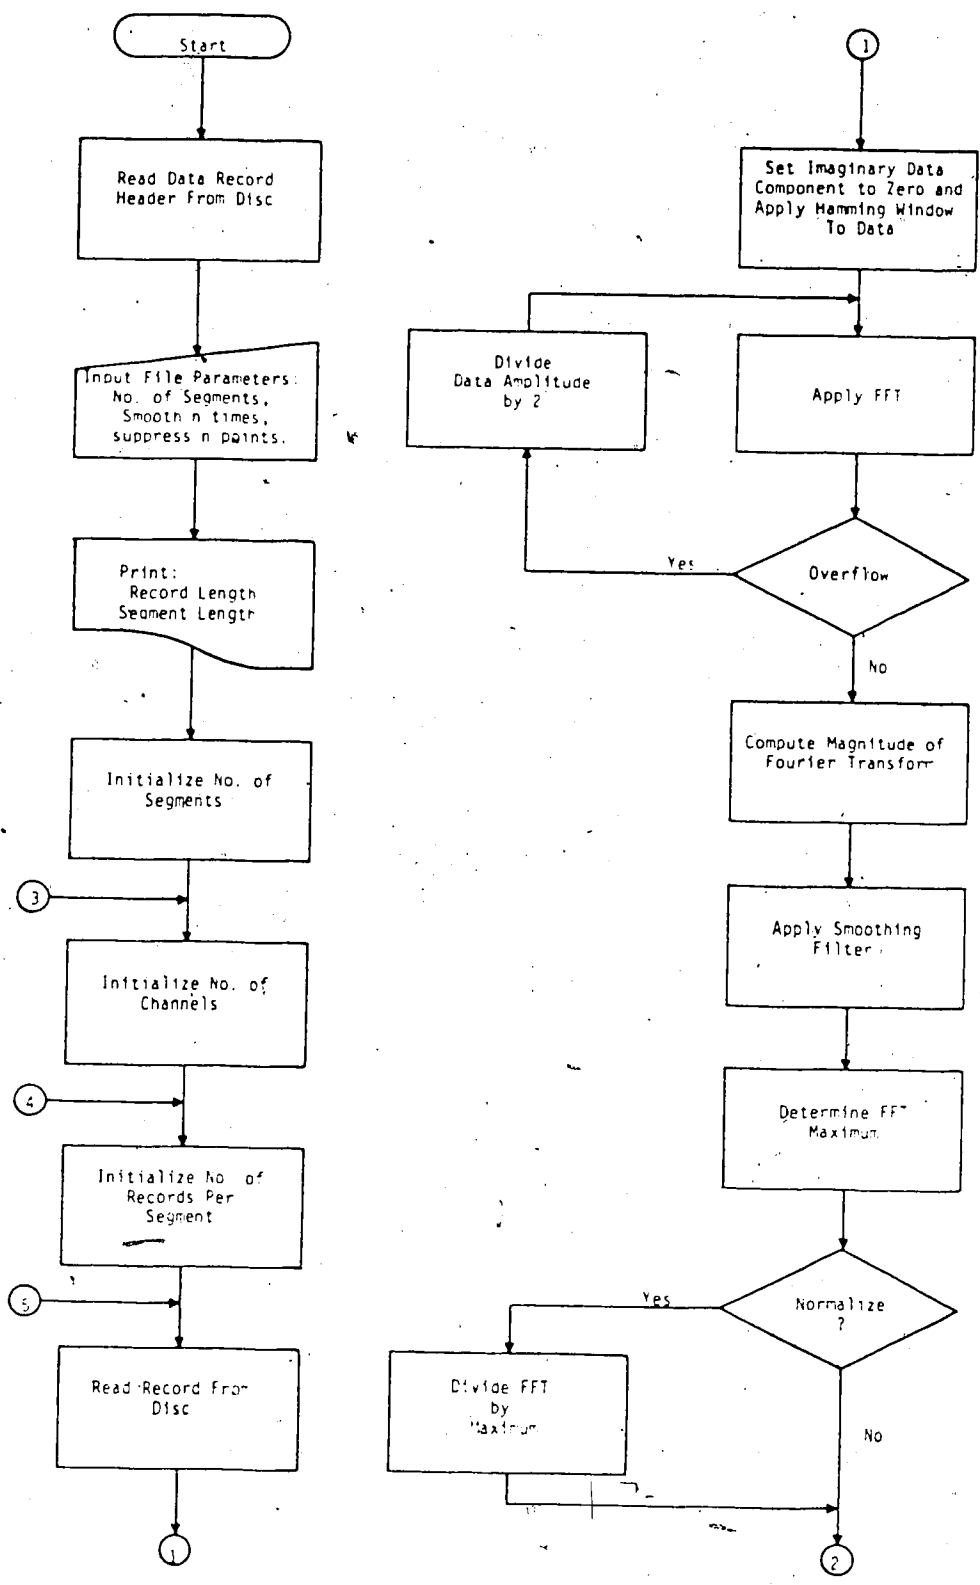 Start
Read Data Record
Header From Disc
Input File Parameters:
No. of Segments,
Smooth n times,
suppress n points.
Print:
Record Length
Segment Length
Initialize No. of
Segments
3
Initialize No. of
Channels
4
Initialize No. of
Records Per
Segment
5
Read Record From
Disc
1
1
Set Imaginary Data
Component to Zero and
Apply Hamming Window
To Data
Divide
Data Amplitude
by 2
Apply FFT
Yes
Overflow
No
Compute Magnitude of
Fourier Transform
Apply Smoothing
Filter
Determine FFT
Maximum
Yes
Normalize
?
Divide FFT
by
Maximum
No
2